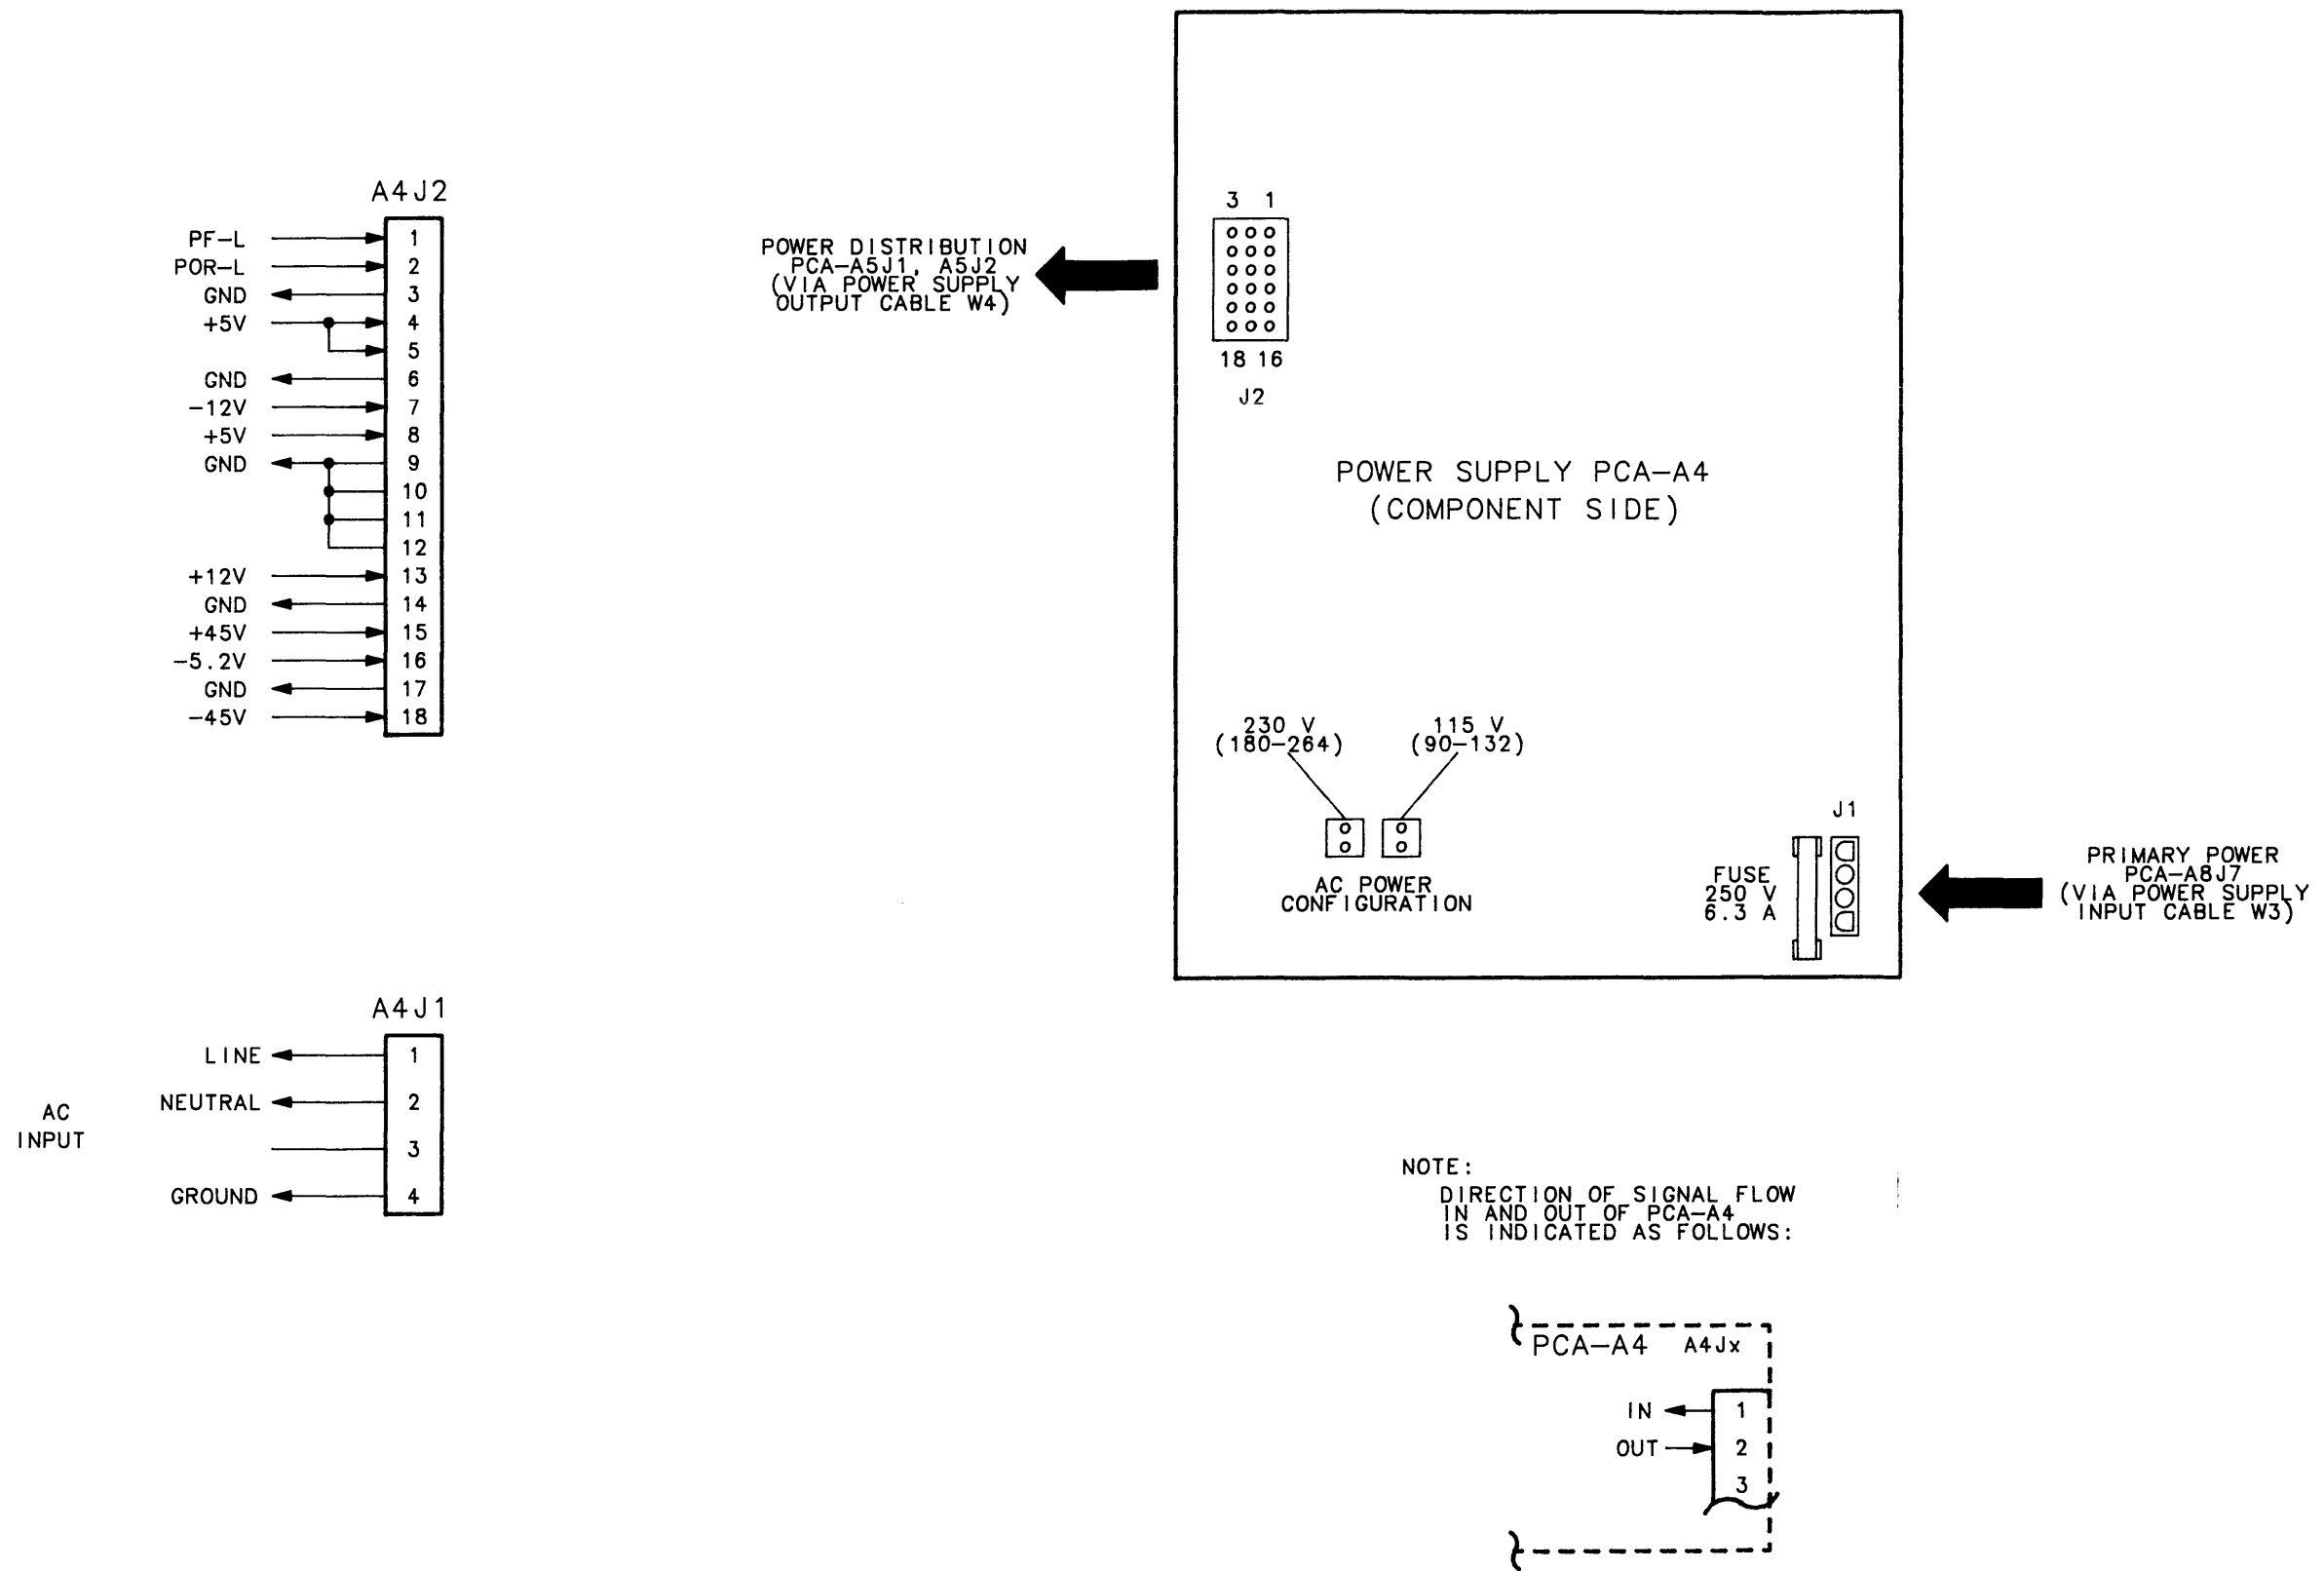 A4J2
PF-L 1
POR-L 2
GND 3
+5V 4
5
GND 6
-12V 7
+5V 8
GND 9
10
11
12
+12V 13
GND 14
+45V 15
-5.2V 16
GND 17
-45V 18
POWER DISTRIBUTION
PCA-A5J1, A5J2
(VIA POWER SUPPLY
OUTPUT CABLE W4)
3 1
18 16
J2
POWER SUPPLY PCA-A4
(COMPONENT SIDE)
230 V
(180-264)
115 V
(90-132)
AC POWER
CONFIGURATION
J1
FUSE
250 V
6.3 A
PRIMARY POWER
PCA-A8J7
(VIA POWER SUPPLY
INPUT CABLE W3)
A4J1
AC
INPUT
LINE 1
NEUTRAL 2
3
GROUND 4
NOTE:
DIRECTION OF SIGNAL FLOW
IN AND OUT OF PCA-A4
IS INDICATED AS FOLLOWS:
PCA-A4 A4Jx
IN 1
OUT 2
3